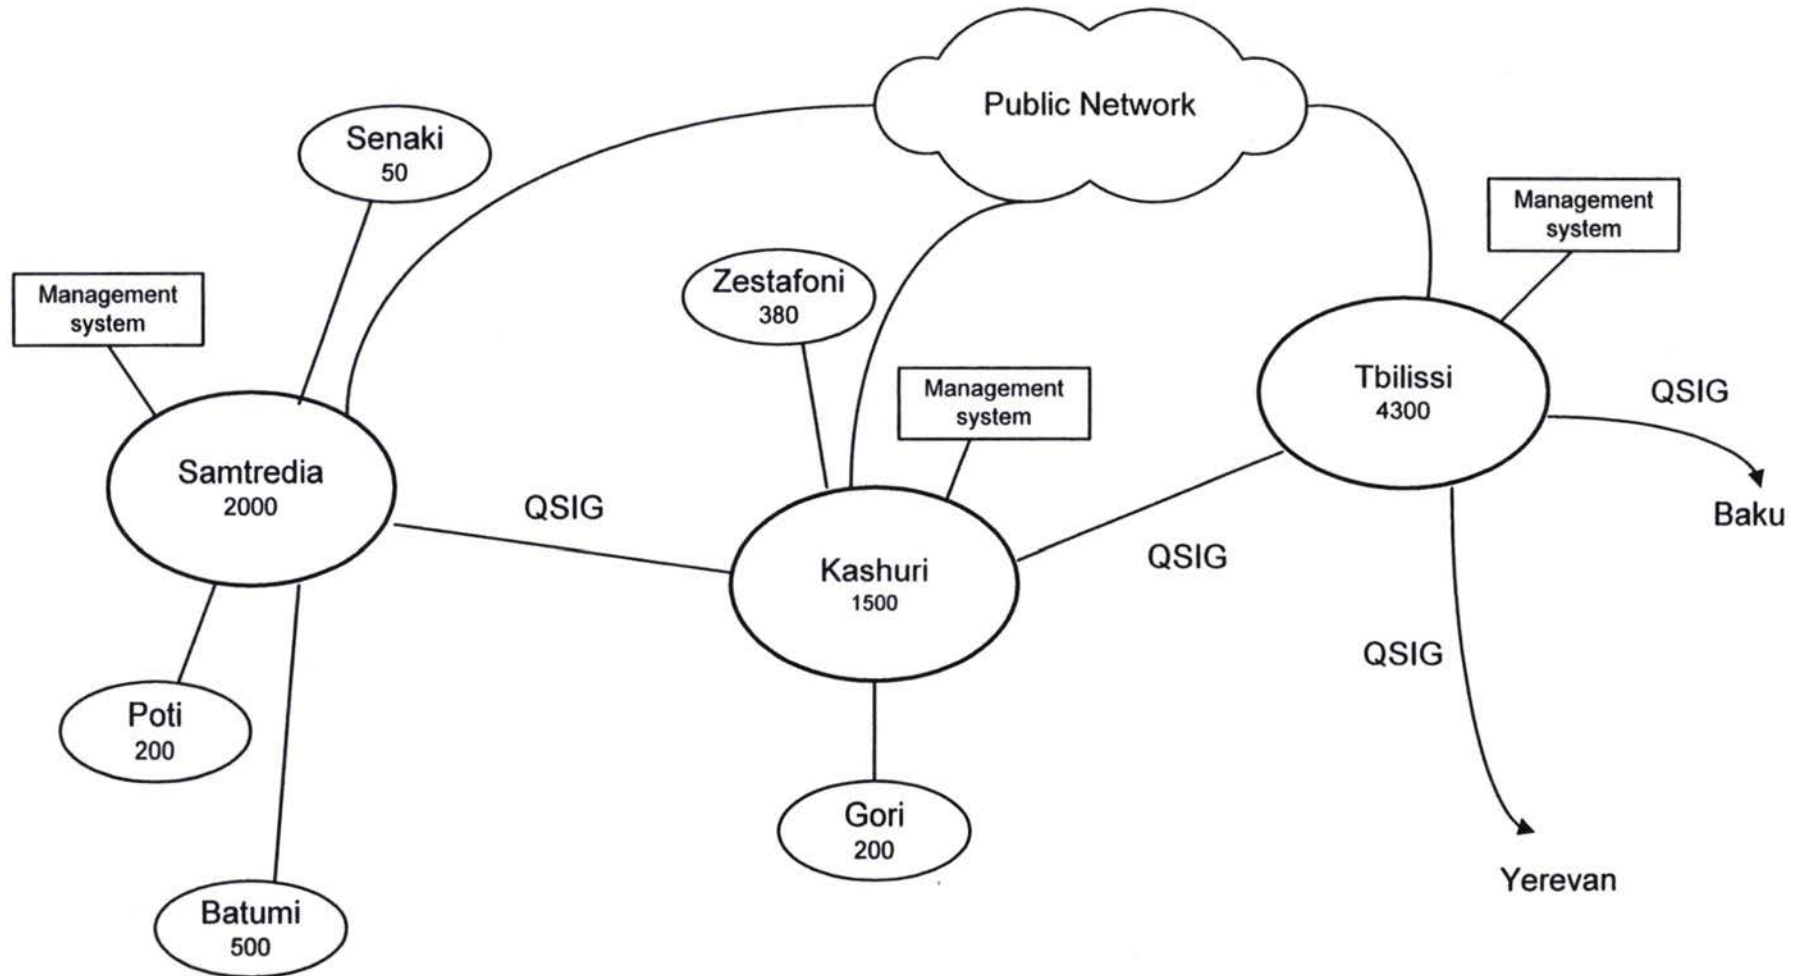 Public Network
Senaki
50
Management
system
Zestafoni
380
Management
system
Management
system
Tbilissi
4300
QSIG
Samtredia
2000
QSIG
Baku
Kashuri
1500
QSIG
QSIG
Poti
200
Gori
200
Yerevan
Batumi
500